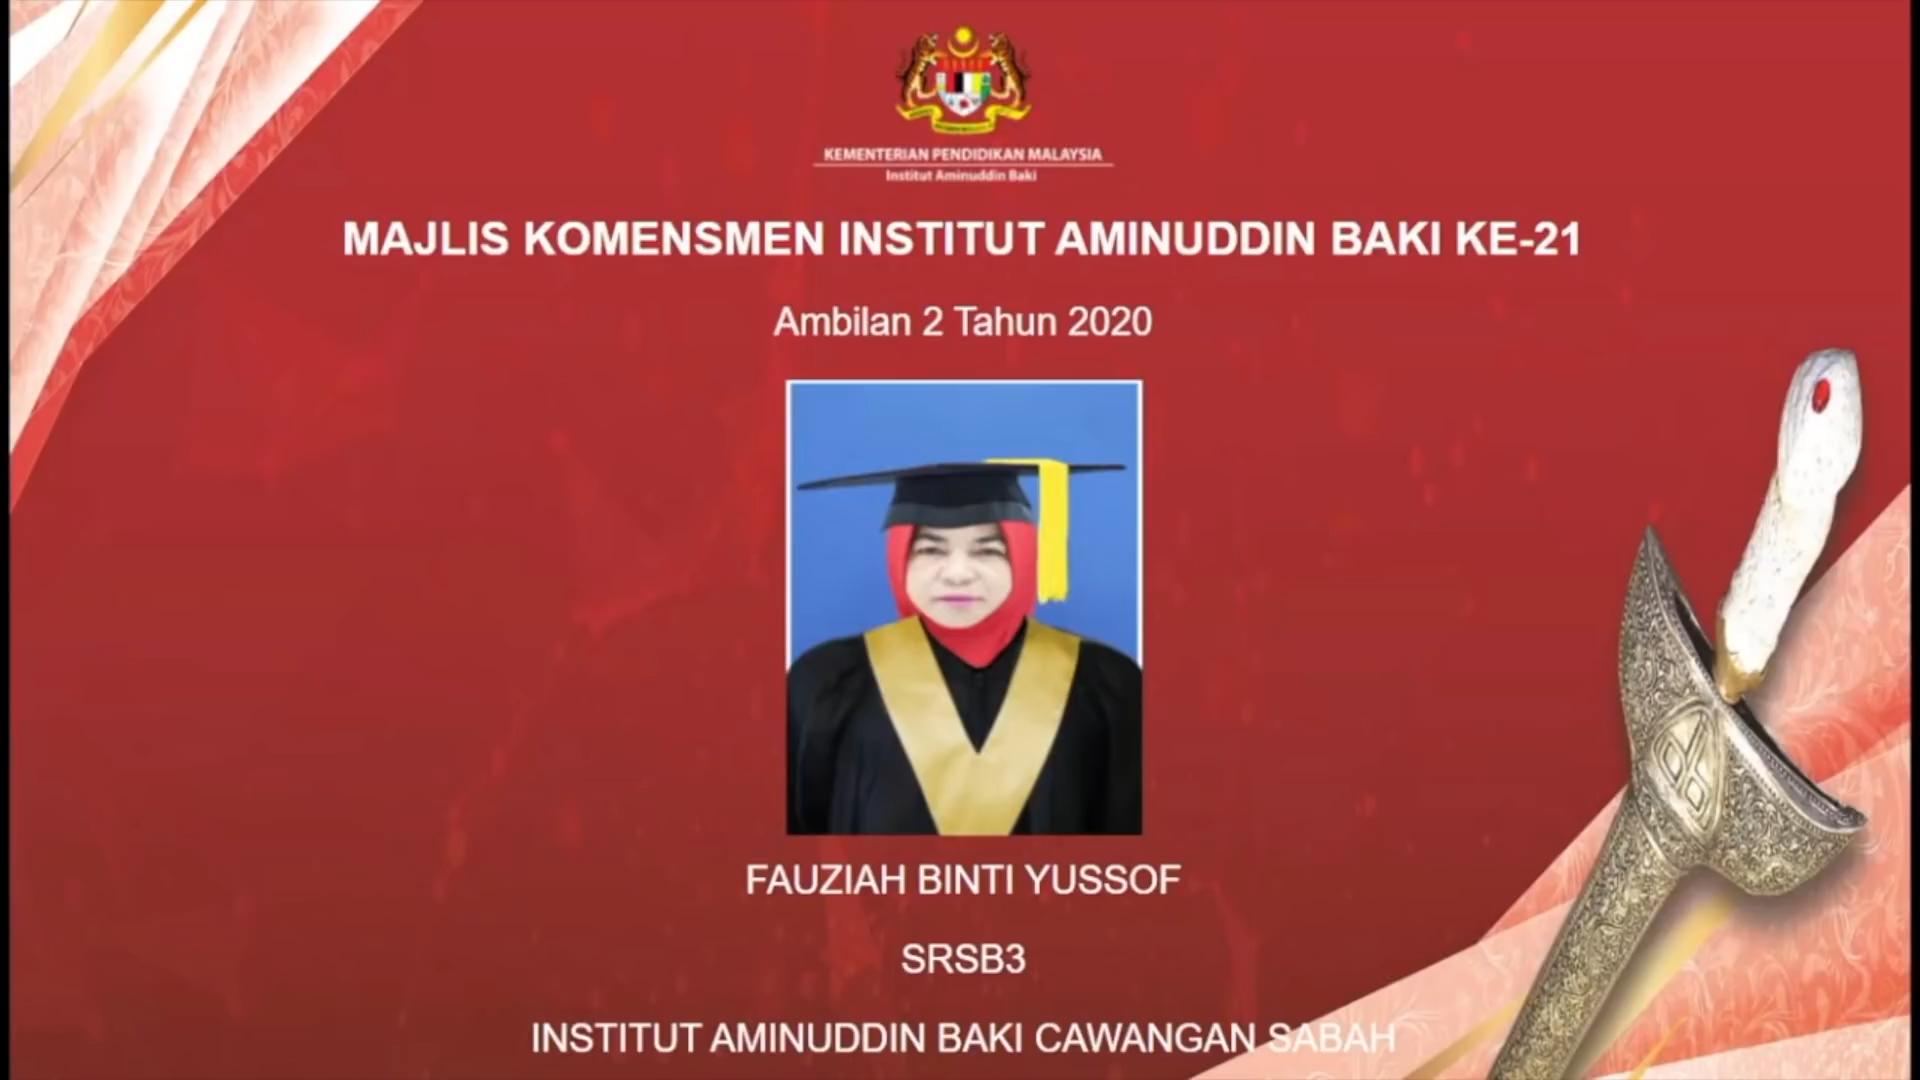 KEMENTERIAN PENDIDIKAN MALAYSIA
Institut Aminuddin Baki
MAJLIS KOMENSMEN INSTITUT AMINUDDIN BAKI KE-21
Ambilan 2 Tahun 2020
FAUZIAH BINTI YUSSOF
SRSB3
INSTITUT AMINUDDIN BAKI CAWANGAN SABAH